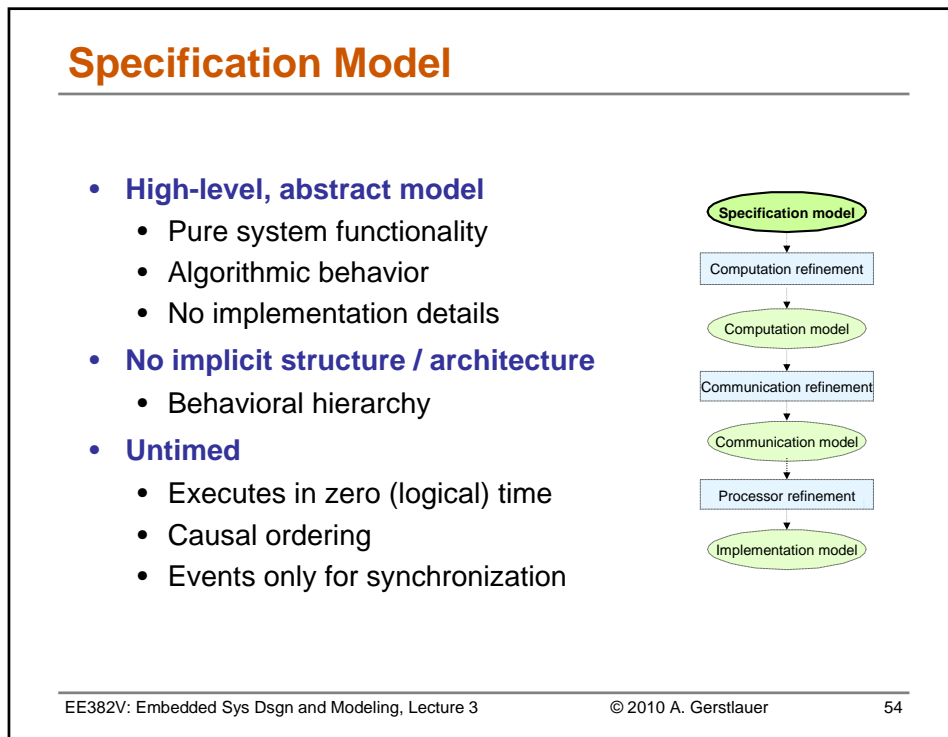 Specification Model
• High-level, abstract model
• Pure system functionality
• Algorithmic behavior
• No implementation details
• No implicit structure / architecture
• Behavioral hierarchy
• Untimed
• Executes in zero (logical) time
• Causal ordering
• Events only for synchronization
Specification model
Computation refinement
Computation model
Communication refinement
Communication model
Processor refinement
Implementation model
EE382V: Embedded Sys Dsgn and Modeling, Lecture 3 © 2010 A. Gerstlauer 54